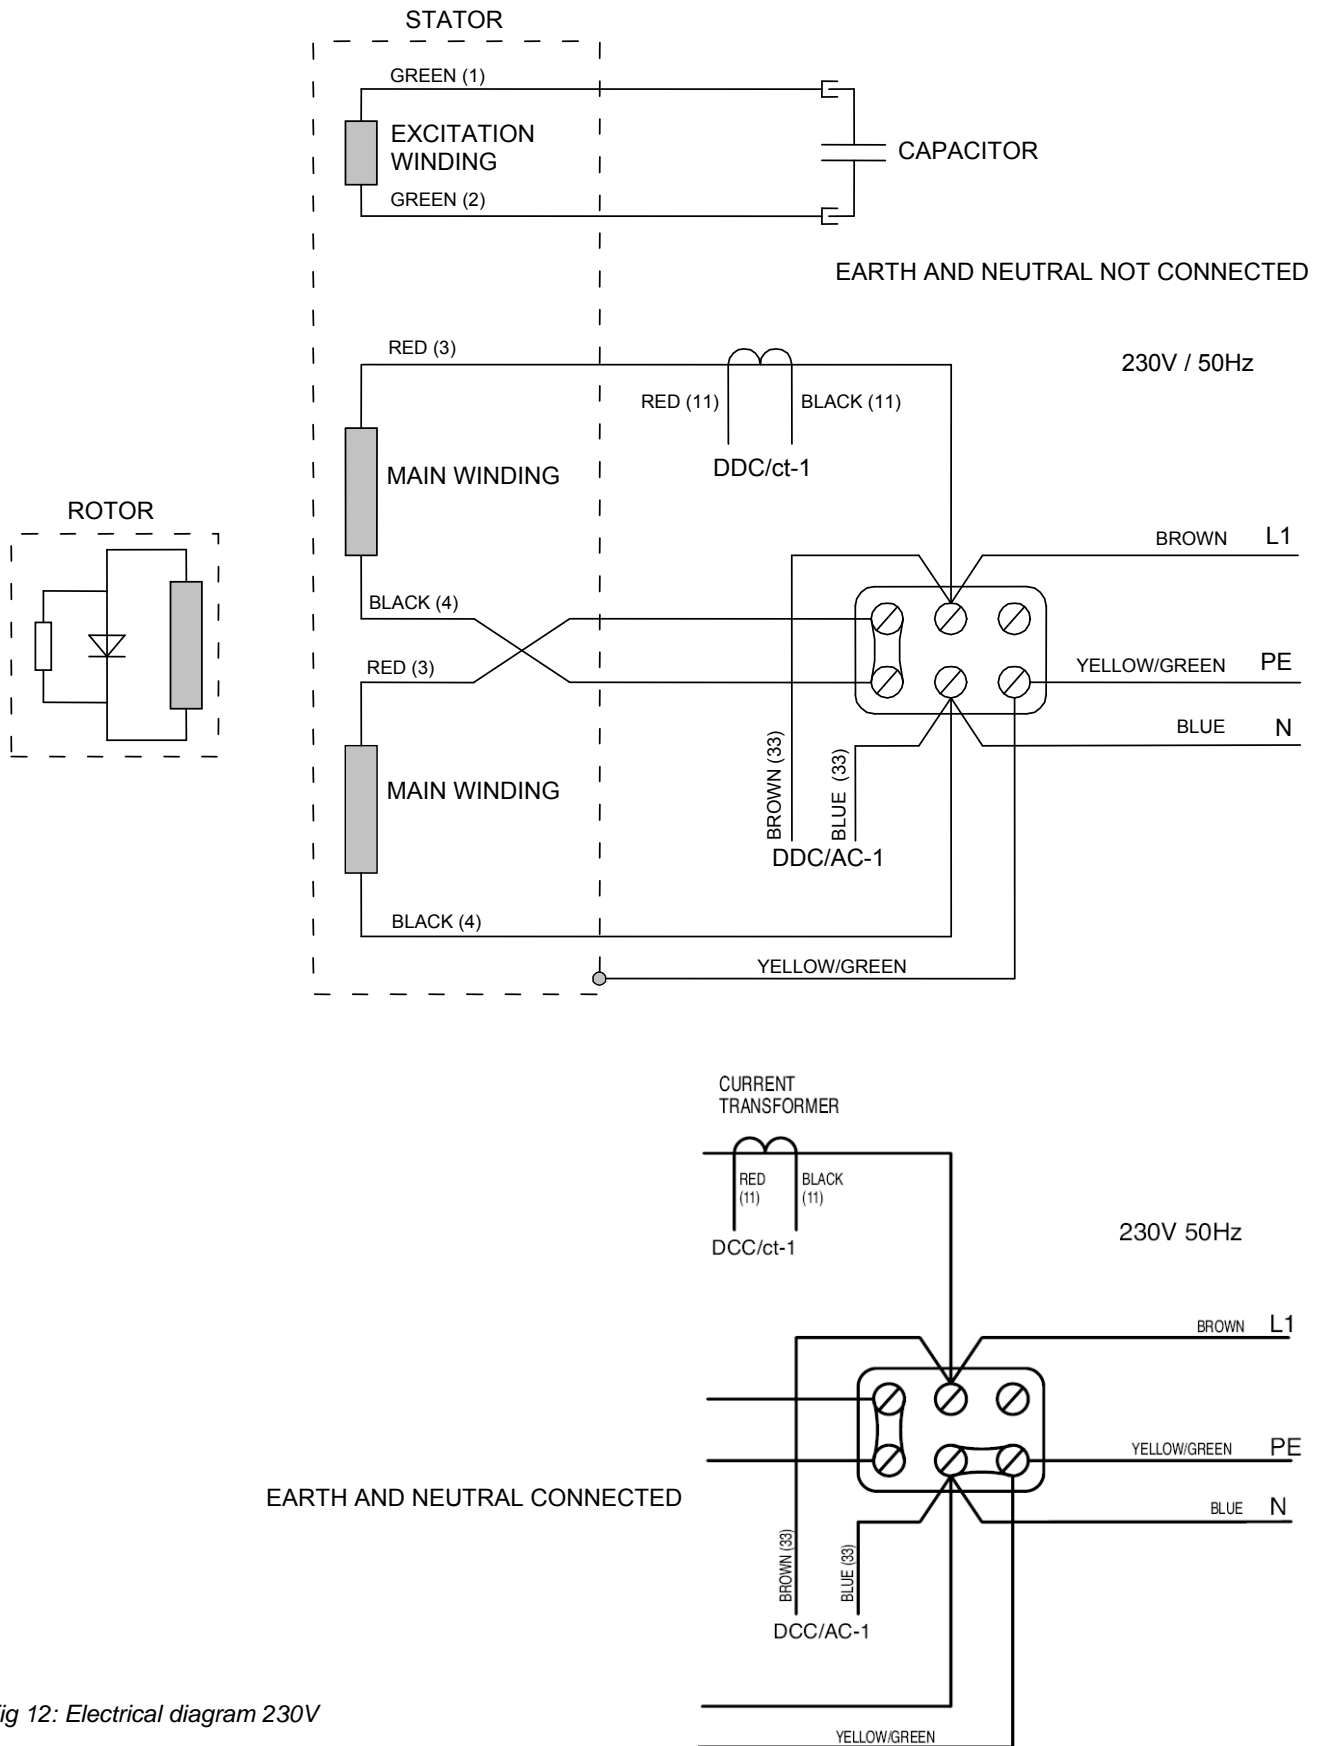 STATOR
GREEN (1)
EXCITATION
WINDING
CAPACITOR
GREEN (2)
EARTH AND NEUTRAL NOT CONNECTED
RED (3)
230V / 50Hz
RED (11)
BLACK (11)
DDC/ct-1
MAIN WINDING
ROTOR
BROWN L1
BLACK (4)
RED (3)
YELLOW/GREEN PE
BLUE N
BROWN (33)
BLUE (33)
MAIN WINDING
DDC/AC-1
BLACK (4)
YELLOW/GREEN
CURRENT
TRANSFORMER
RED
(11)
BLACK
(11)
DCC/ct-1
230V 50Hz
BROWN L1
YELLOW/GREEN PE
EARTH AND NEUTRAL CONNECTED
BLUE N
BROWN (33)
BLUE (33)
DCC/AC-1
ig 12: Electrical diagram 230V
YELLOW/GREEN